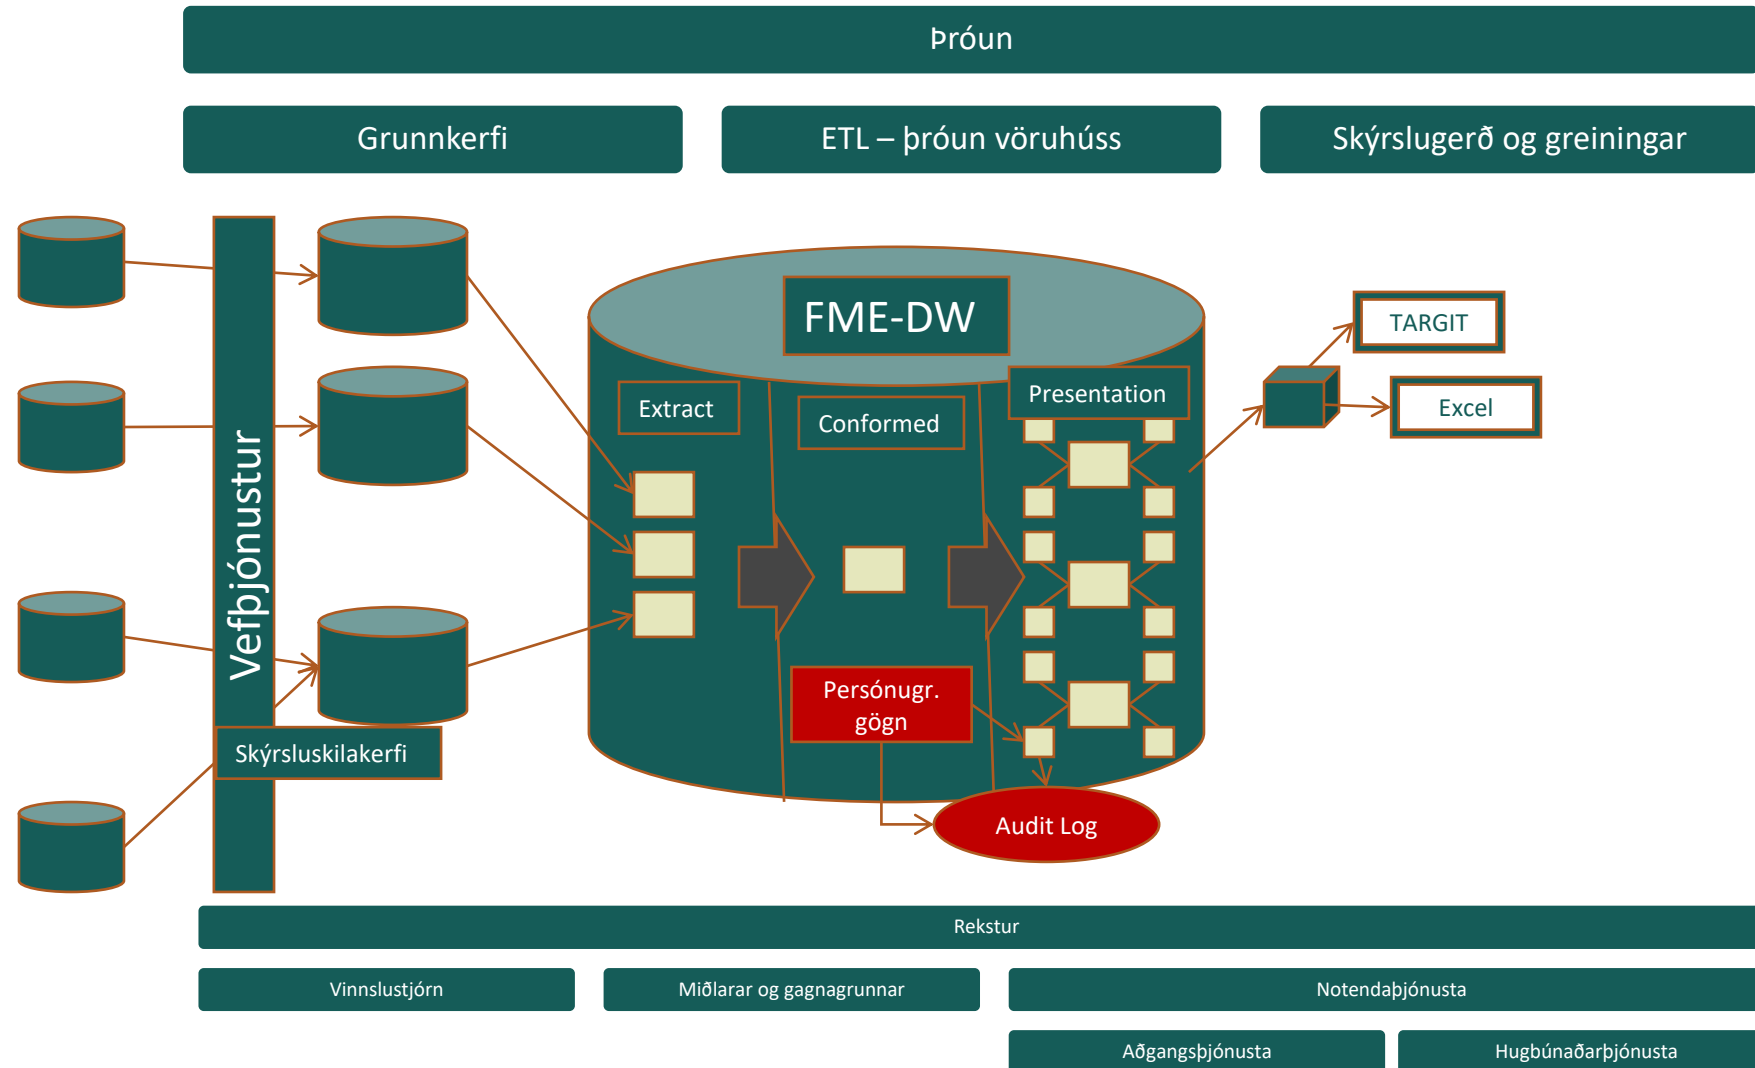 Þróun
Grunnkerfi
ETL – þróun vöruhúss
Skýrslugerð og greiningar
Vefþjónustur
FME-DW
Extract
Conformed
Presentation
TARGIT
Excel
Persónugr.
gögn
Skýrsluskilakerfi
Audit Log
Rekstur
Vinnslustjórn
Miðlarar og gagnagrunnar
Notendaþjónusta
Aðgangsþjónusta
Hugbúnaðarþjónusta